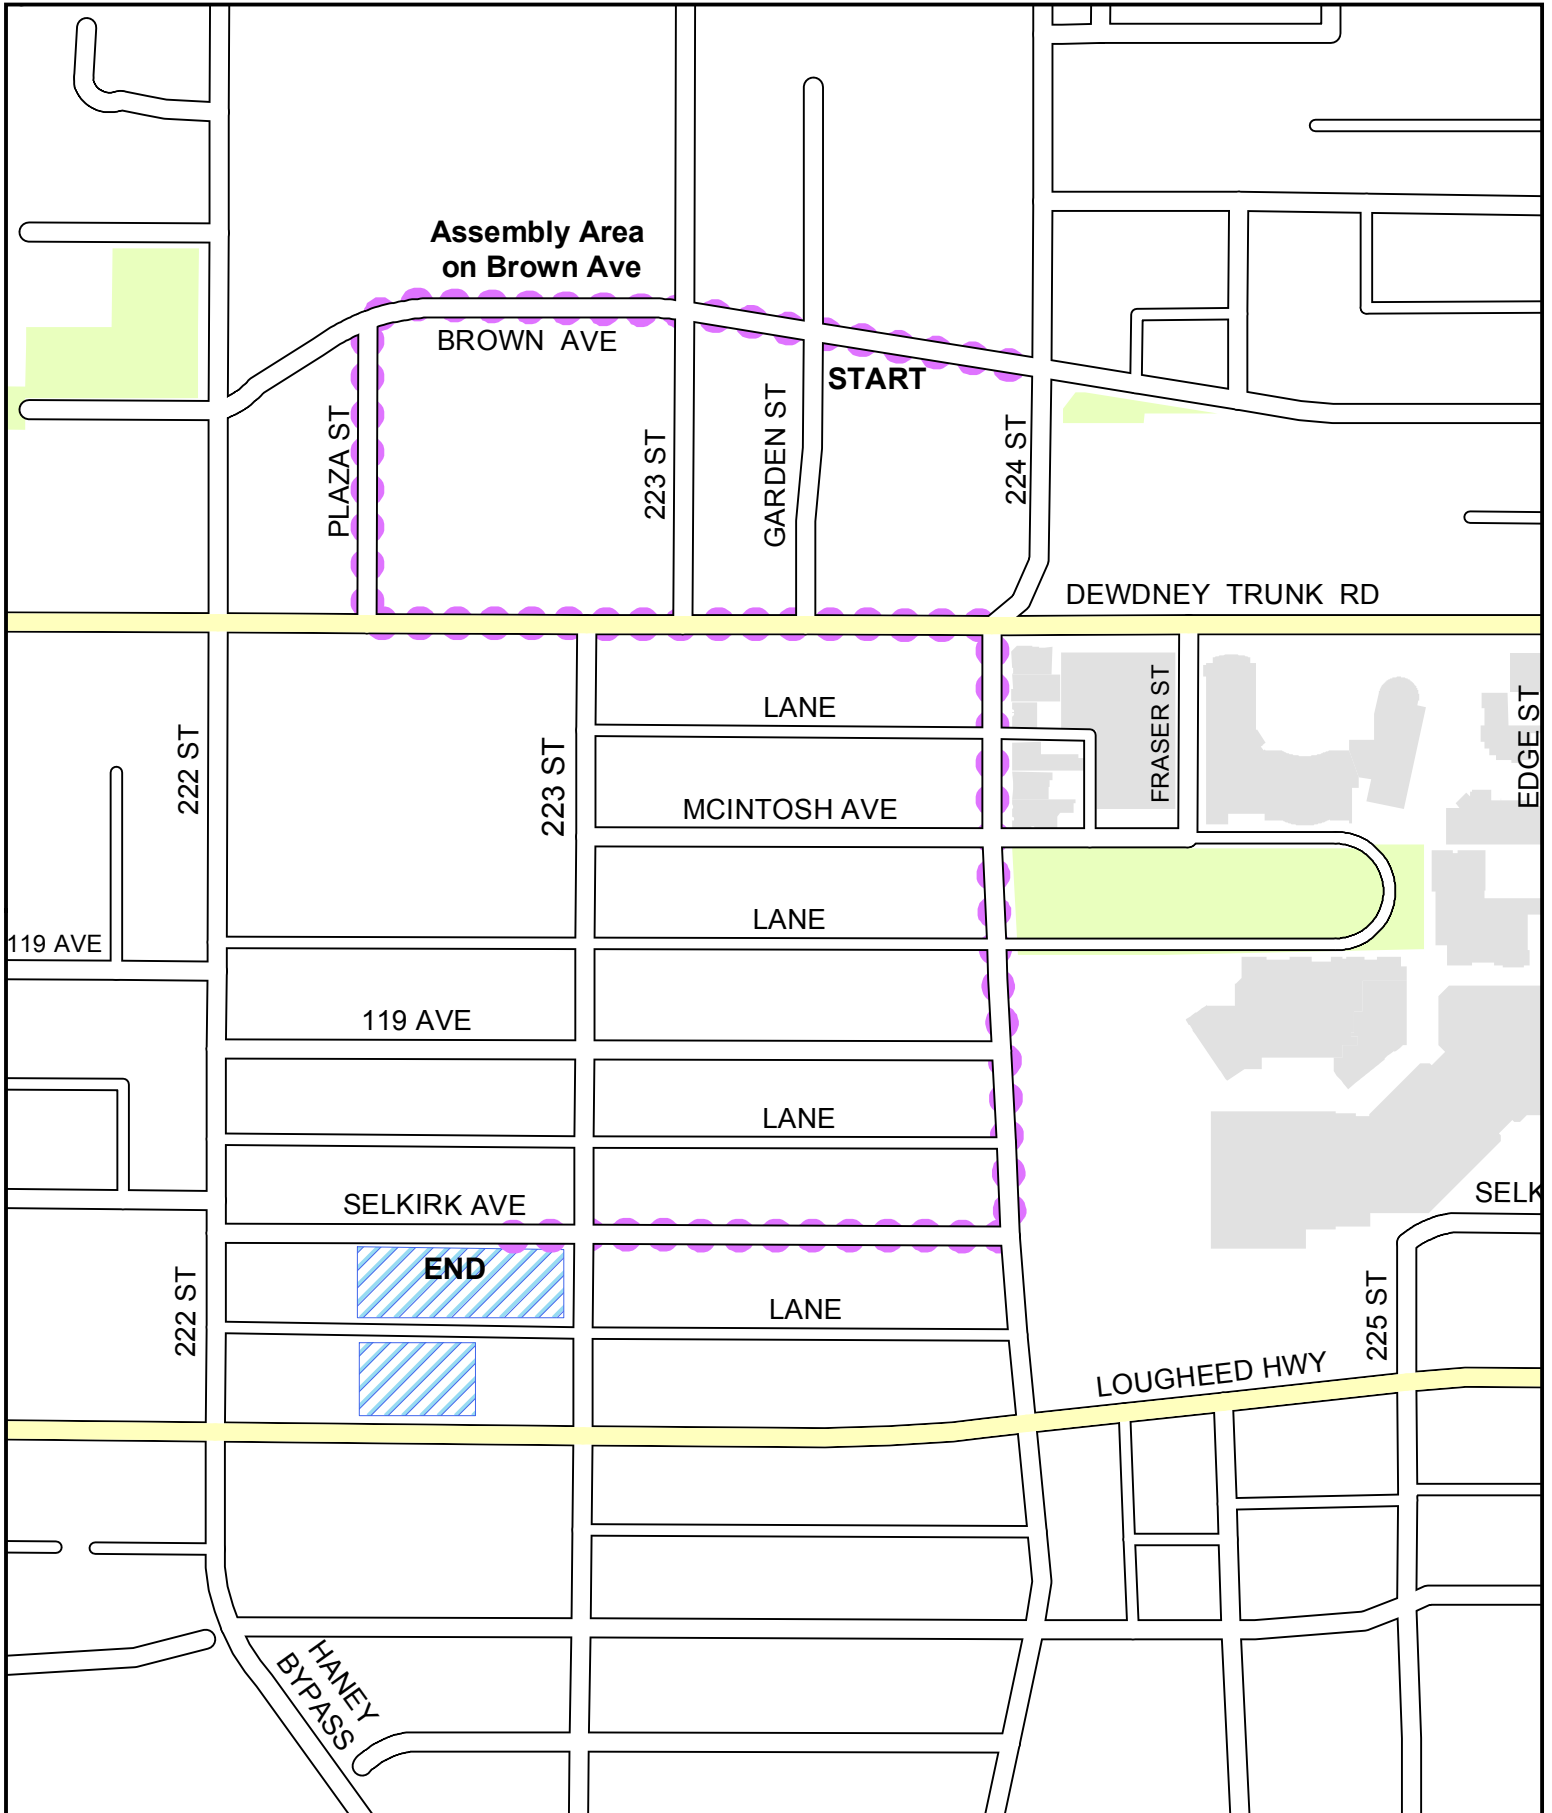 Assembly Area
on Brown Ave
BROWN AVE
START
PLAZA ST
223 ST
GARDEN ST
224 ST
DEWDNEY TRUNK RD
LANE
FRASER ST
EDGE ST
222 ST
223 ST
MCINTOSH AVE
LANE
119 AVE
119 AVE
LANE
SELKIRK AVE
SELK
END
222 ST
LANE
225 ST
LOUGHEED HWY
HANEY
BYPASS